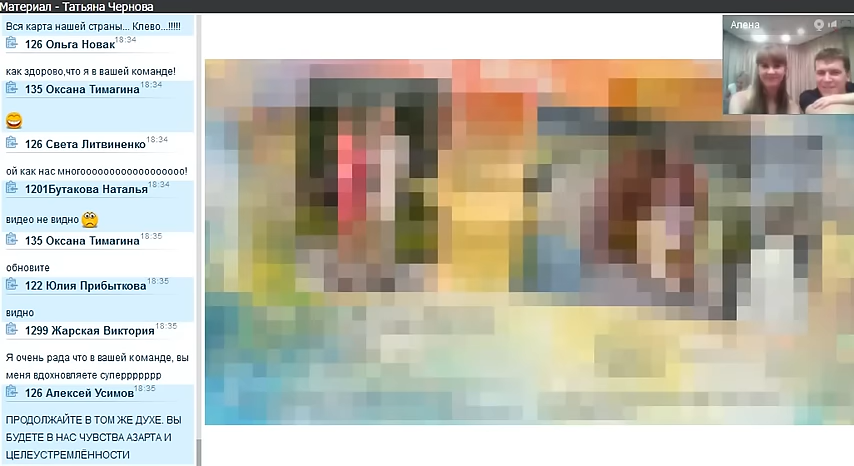 Материал - Татьяна Чернова
Вся карта нашей страны... Клево...!!!!!
126 Ольга Новак 18:34
как здорово,что я в вашей команде!
135 Оксана Тимагина 18:34
126 Света Литвиненко 18:34
ой как нас многоооооооооооооооооо!
1201Бутакова Наталья 18:34
видео не видно
135 Оксана Тимагина 18:35
обновите
122 Юлия Прибыткова 18:35
видно
1299 Жарская Виктория 18:35
Я очень рада что в вашей команде, вы
меня вдохновляете суперррррр
126 Алексей Усимов 18:35
ПРОДОЛЖАЙТЕ В ТОМ ЖЕ ДУХЕ. ВЫ
БУДЕТЕ В НАС ЧУВСТВА АЗАРТА И
ЦЕЛЕУСТРЕМЛЁННОСТИ
Алена